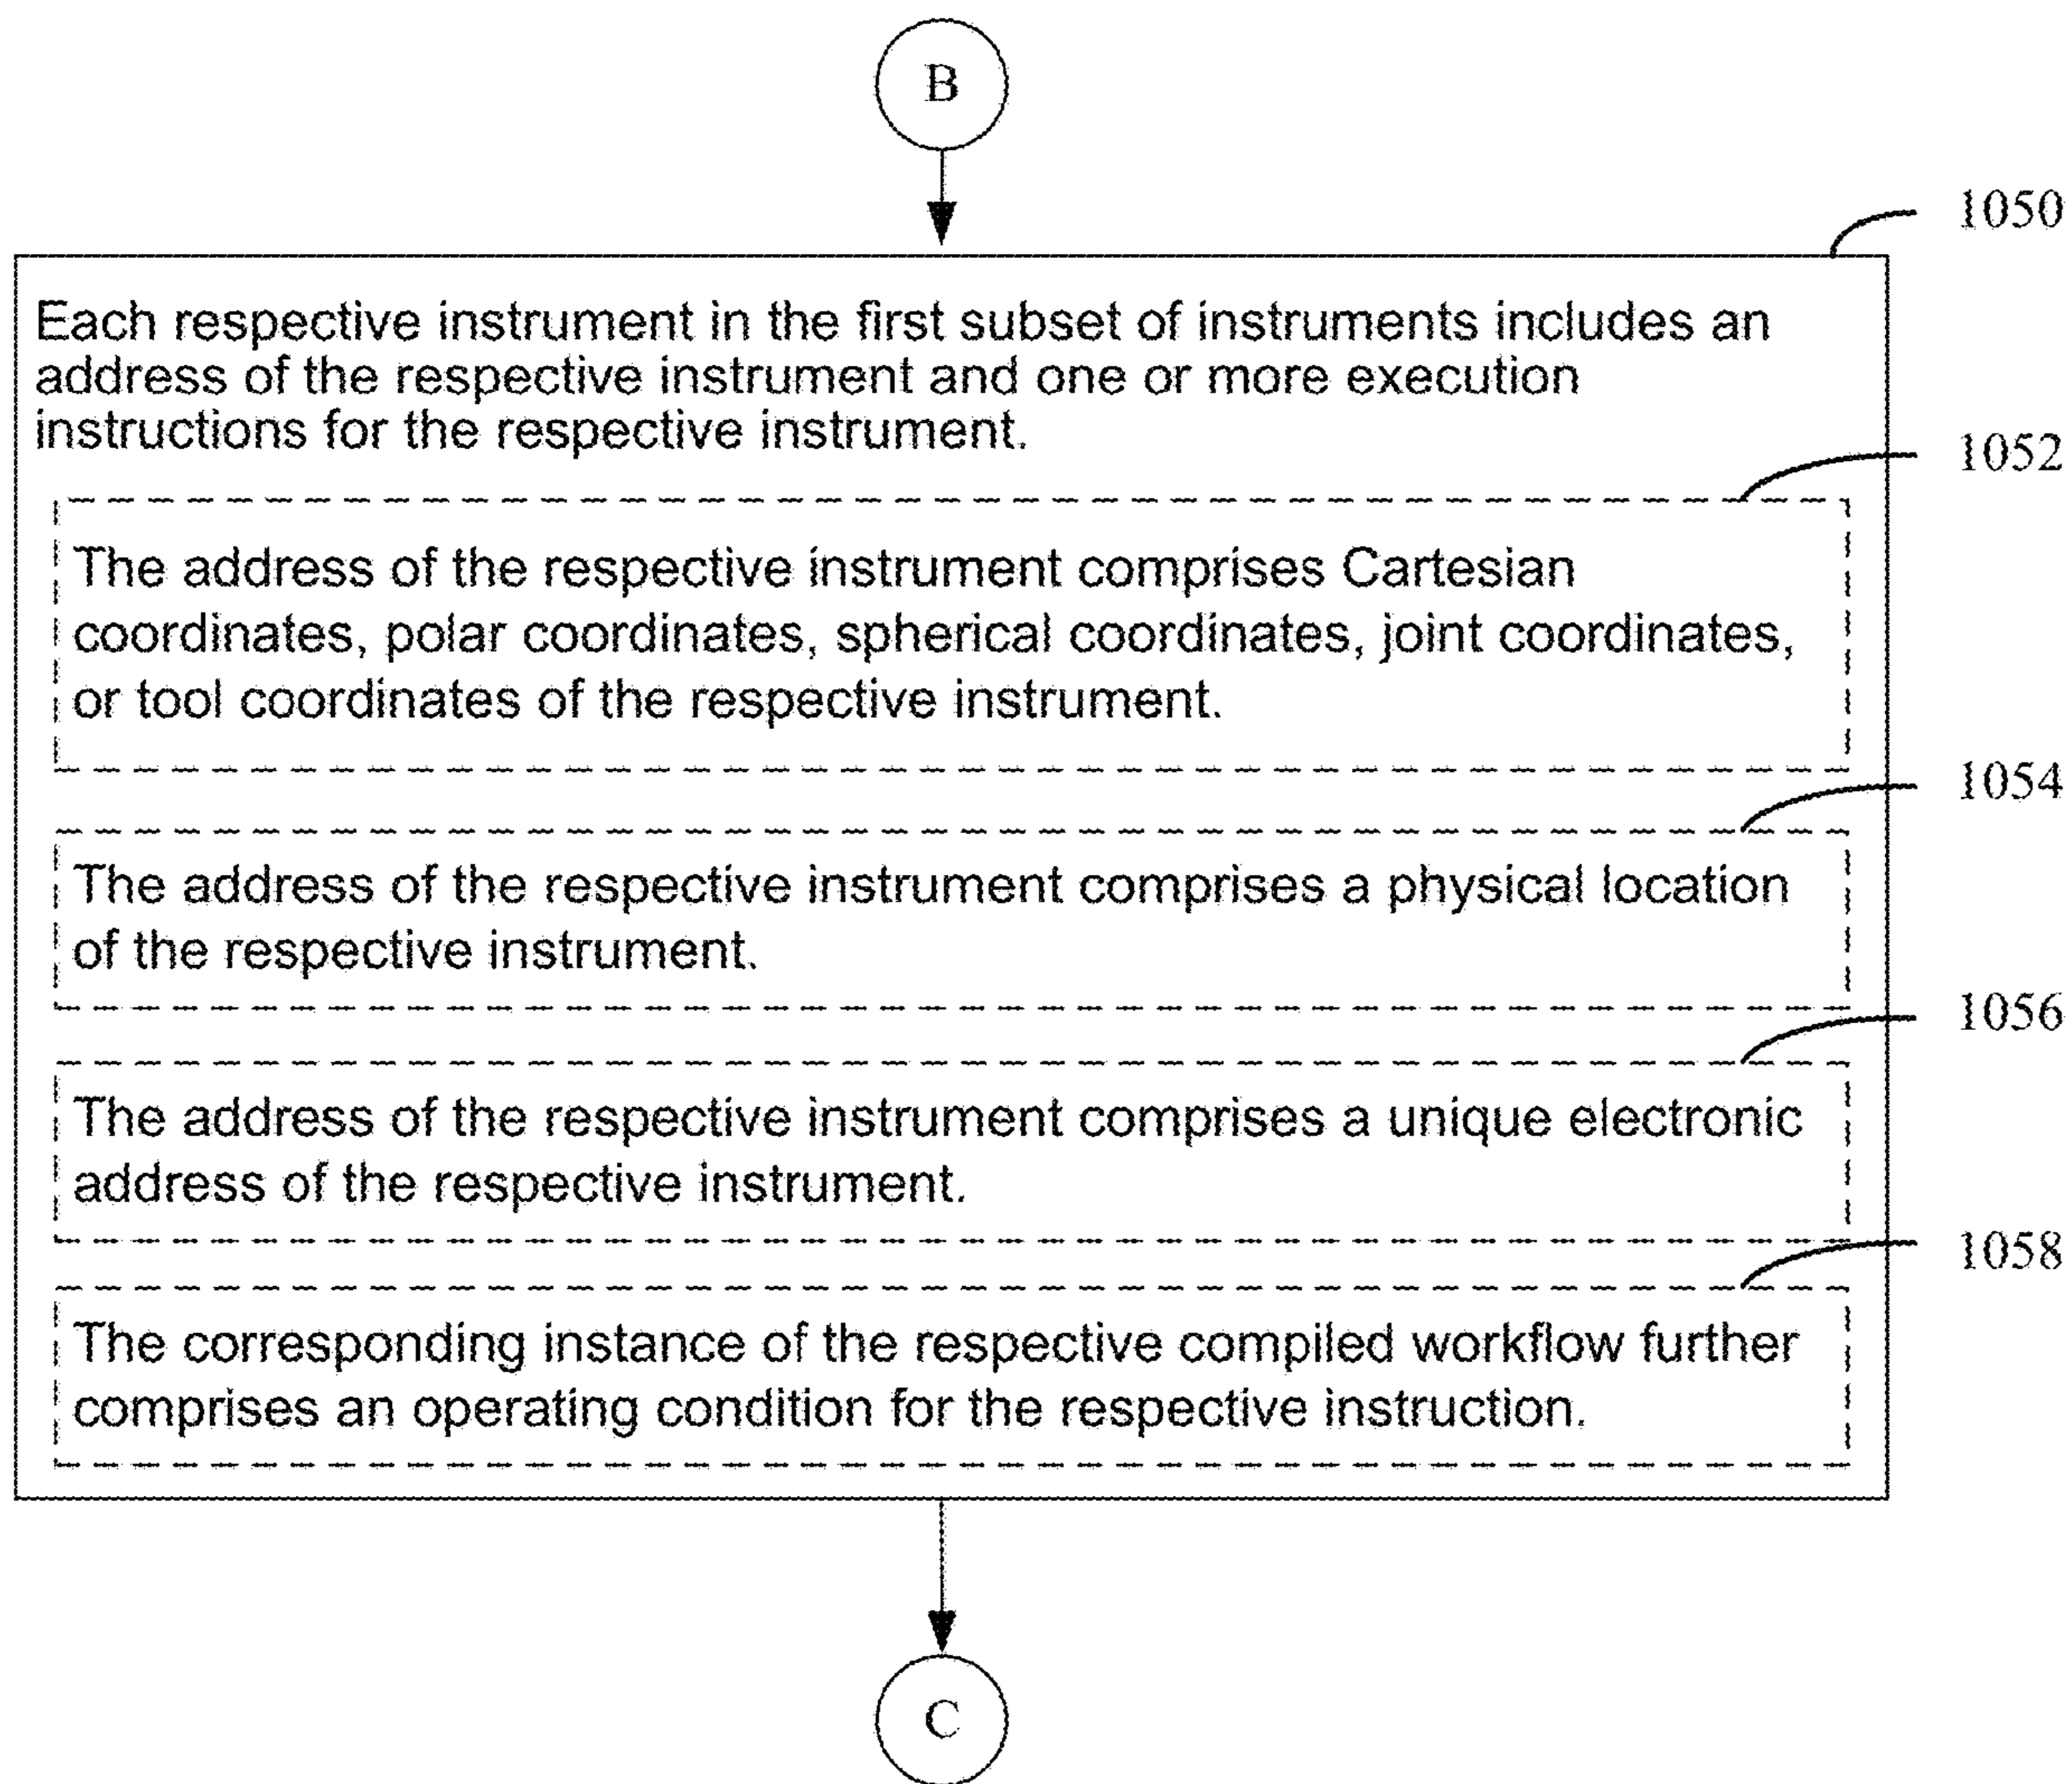 B
1050
Each respective instrument in the first subset of instruments includes an
address of the respective instrument and one or more execution
instructions for the respective instrument.
1052
The address of the respective instrument comprises Cartesian
coordinates, polar coordinates, spherical coordinates, joint coordinates,
or tool coordinates of the respective instrument.
1054
The address of the respective instrument comprises a physical location
of the respective instrument.
1056
The address of the respective instrument comprises a unique electronic
address of the respective instrument.
1058
The corresponding instance of the respective compiled workflow further
comprises an operating condition for the respective instruction.
C